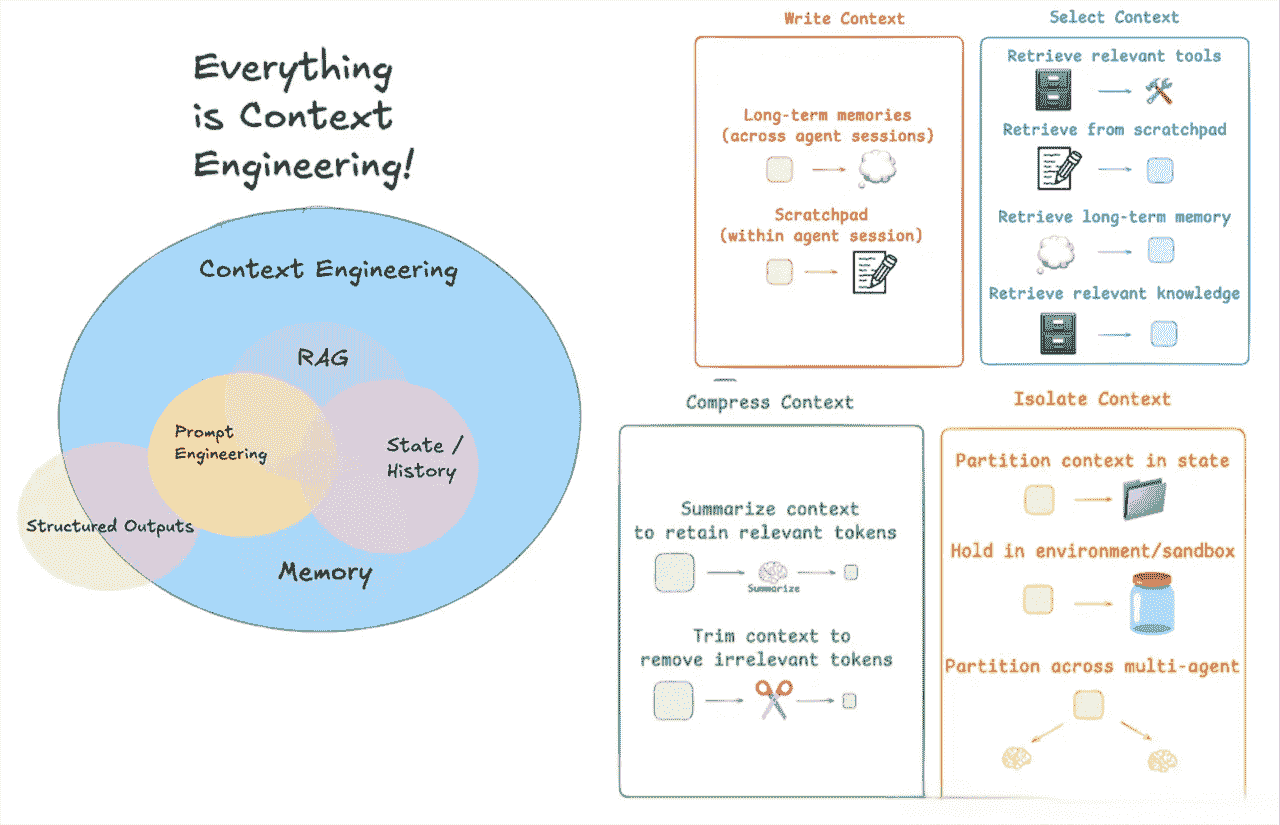 Everything
is Context
Engineering!
Context Engineering
RAG
Prompt
Engineering
State /
History
Structured Outputs
Memory
Write Context
Long-term memories
(across agent sessions)
Scratchpad
(within agent session)
Select Context
Retrieve relevant tools
Retrieve from scratchpad
Retrieve long-term memory
Retrieve relevant knowledge
Compress Context
Summarize context
to retain relevant tokens
Summarize
Trim context to
remove irrelevant tokens
Isolate Context
Partition context in state
Hold in environment/sandbox
Partition across multi-agent